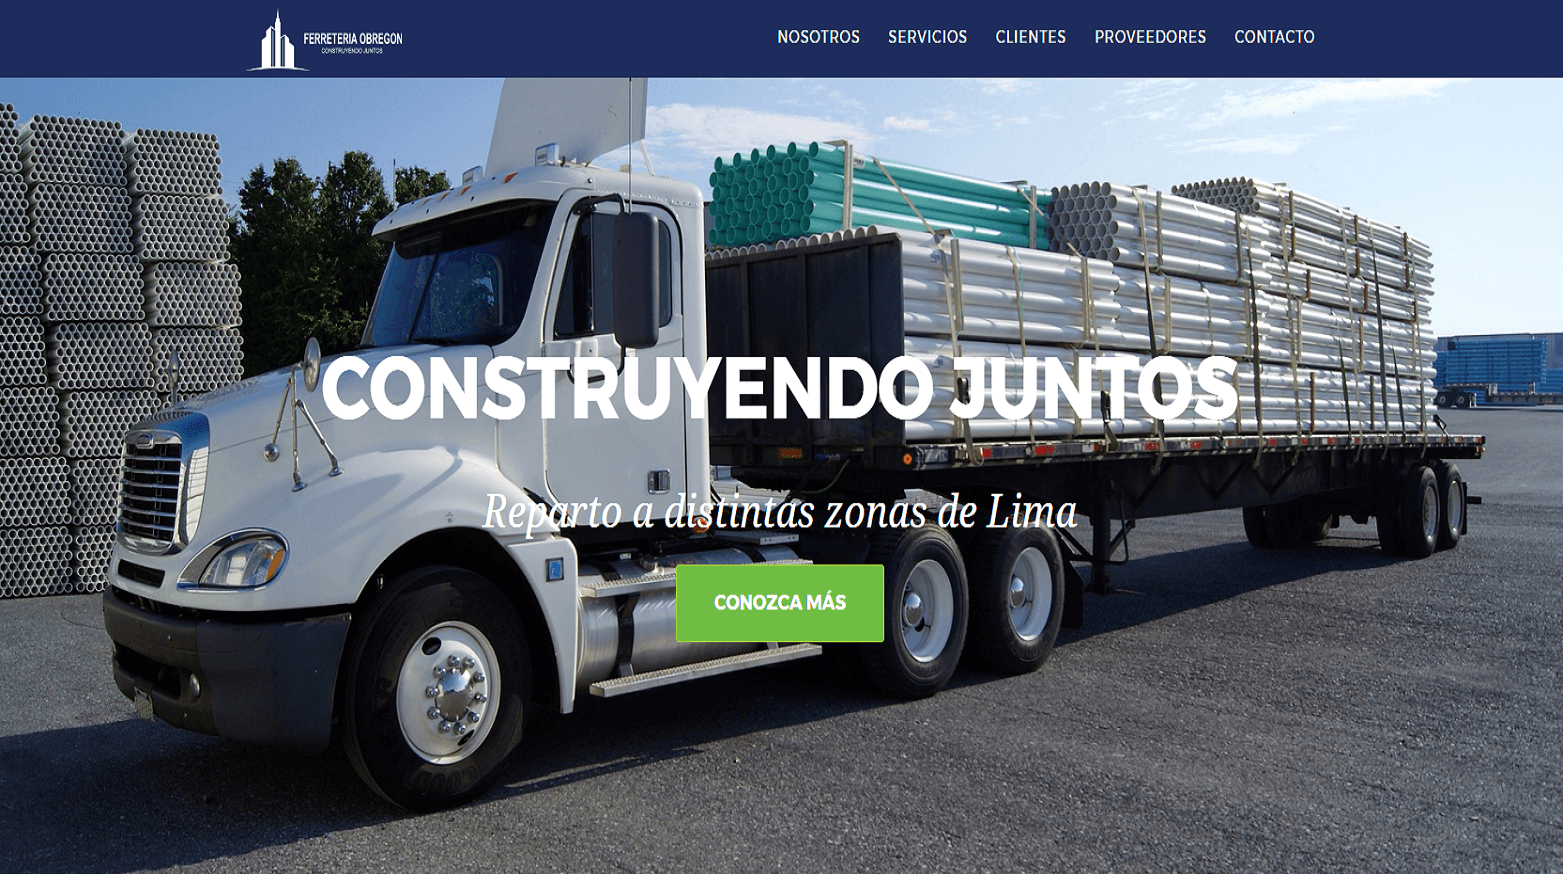 FERRETERIA OBREGON
CONSTRUYENDO JUNTOS
NOSOTROS SERVICIOS CLIENTES PROVEEDORES CONTACTO
CONSTRUYENDO JUNTOS
Reparto a distintas zonas de Lima
CONOZCA MÁS